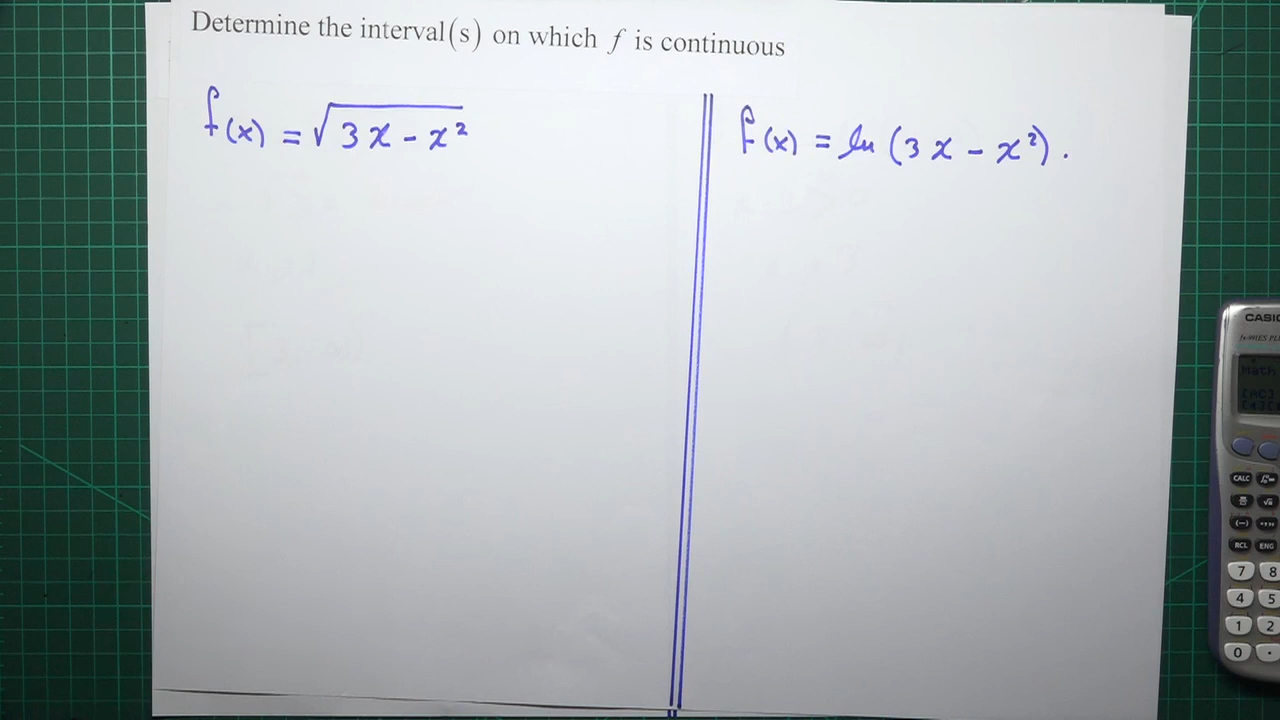 Determine the interval(s) on which f is continuous
f(x) = √(3x - x²)
f(x) = ln (3x - x²).
CASIO
Math
CALC
RCL ENG
7 8
4 5
1 2
0 .